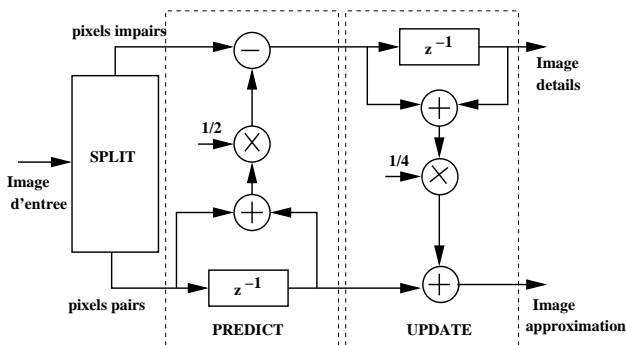 pixels impairs
z⁻¹
Image
details
1/2
SPLIT
1/4
Image
d'entree
pixels pairs
z⁻¹
Image
approximation
PREDICT
UPDATE